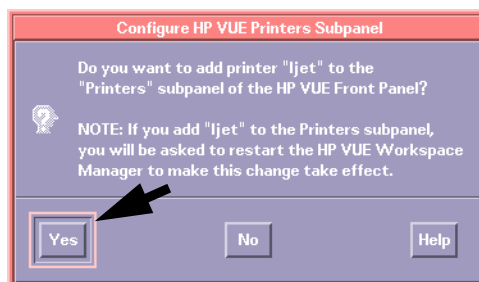 Configure HP VUE Printers Subpanel
Do you want to add printer "ljet" to the
"Printers" subpanel of the HP VUE Front Panel?
NOTE: If you add "ljet" to the Printers subpanel,
you will be asked to restart the HP VUE Workspace
Manager to make this change take effect.
Yes No Help